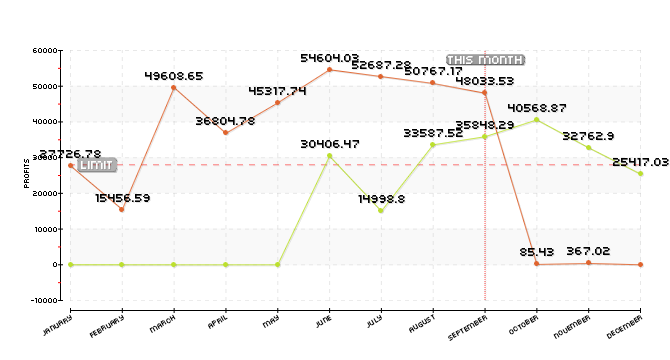 60000
50000
40000
30000
20000
10000
0
-10000
PROFITS
54604.03
52687.28
50767.17
THIS MONTH
49608.65
48033.53
45317.74
40568.87
36804.78
35848.29
33587.52
32762.9
30406.47
27726.78
LIMIT
25417.03
15456.59
14998.8
85.43
367.02
JANUARY
FEBRUARY
MARCH
APRIL
MAY
JUNE
JULY
AUGUST
SEPTEMBER
OCTOBER
NOVEMBER
DECEMBER